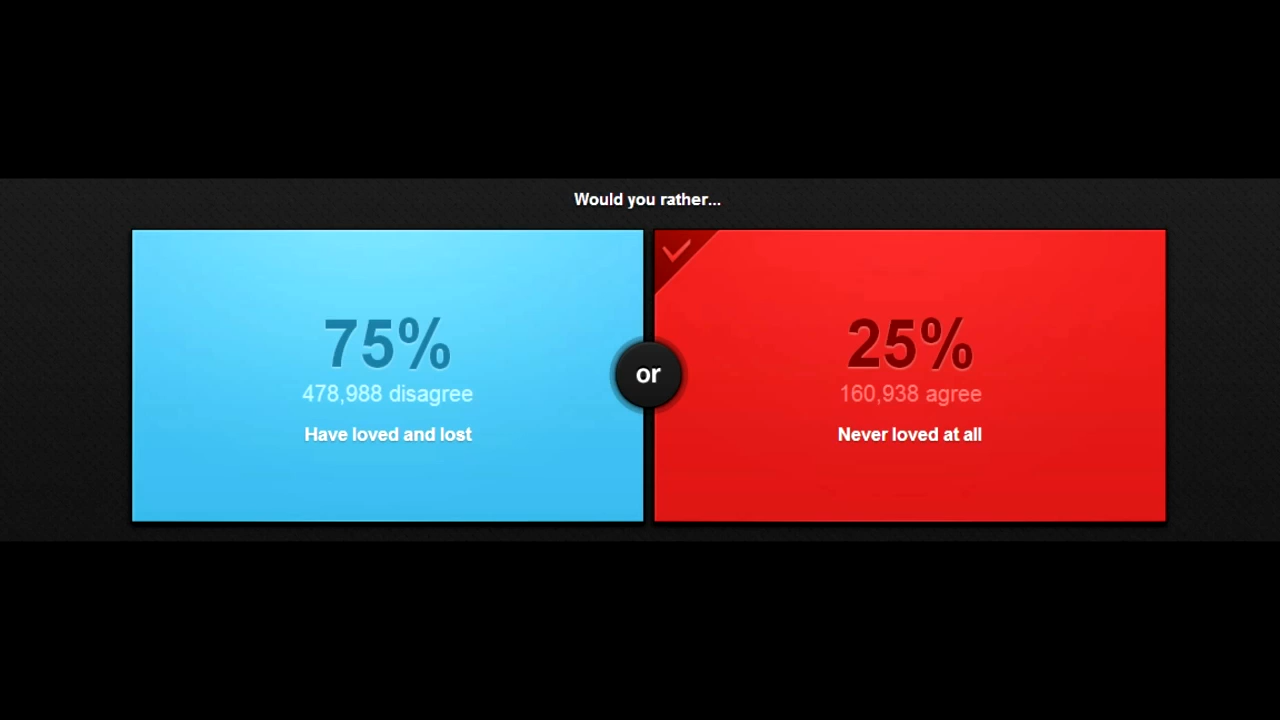 Would you rather...
75%
478,988 disagree
Have loved and lost
or
25%
160,938 agree
Never loved at all